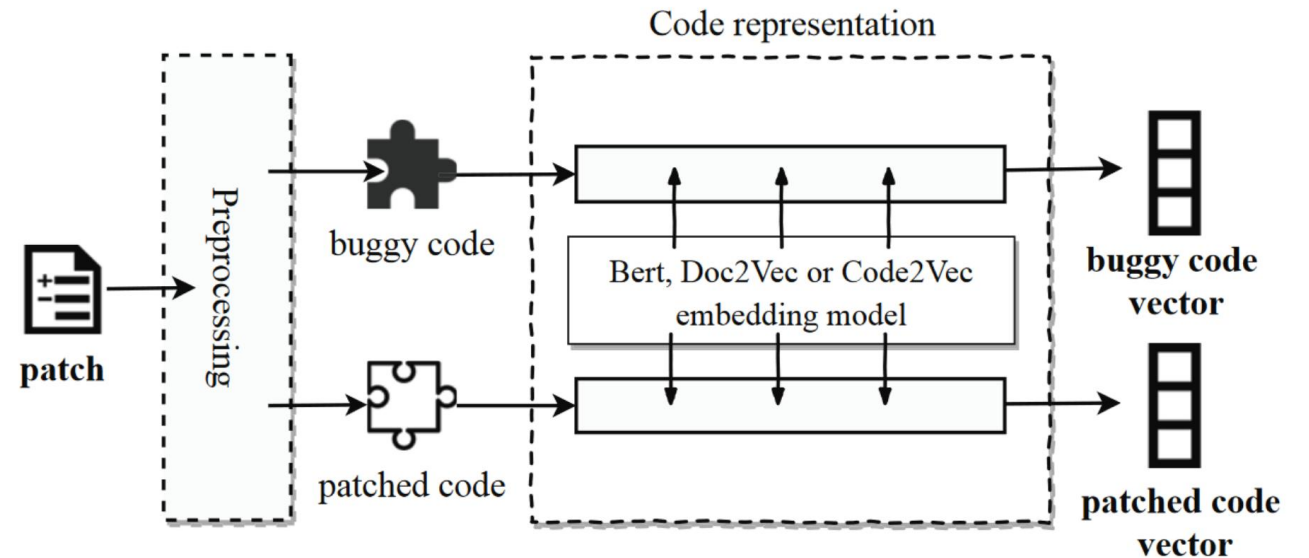 Code representation
Preprocessing
buggy code
Bert, Doc2Vec or Code2Vec
embedding model
buggy code
vector
patch
patched code
patched code
vector